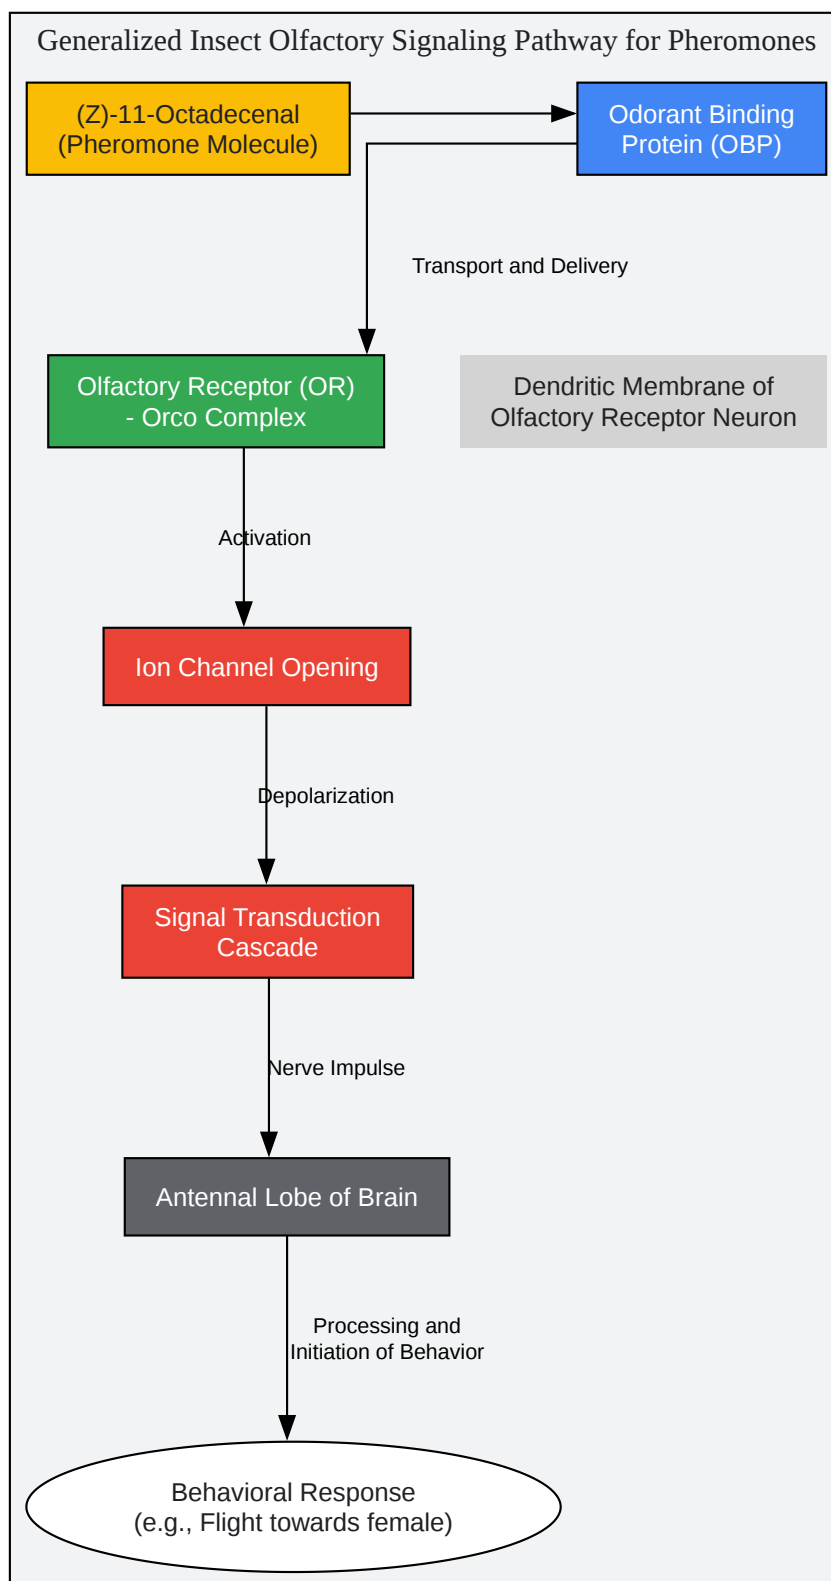 Generalized Insect Olfactory Signaling Pathway for Pheromones
(Z)-11-Octadecenal
(Pheromone Molecule)
Odorant Binding
Protein (OBP)
Transport and Delivery
Olfactory Receptor (OR)
- Orco Complex
Dendritic Membrane of
Olfactory Receptor Neuron
Activation
Ion Channel Opening
Depolarization
Signal Transduction
Cascade
Nerve Impulse
Antennal Lobe of Brain
Processing and
Initiation of Behavior
Behavioral Response
(e.g., Flight towards female)